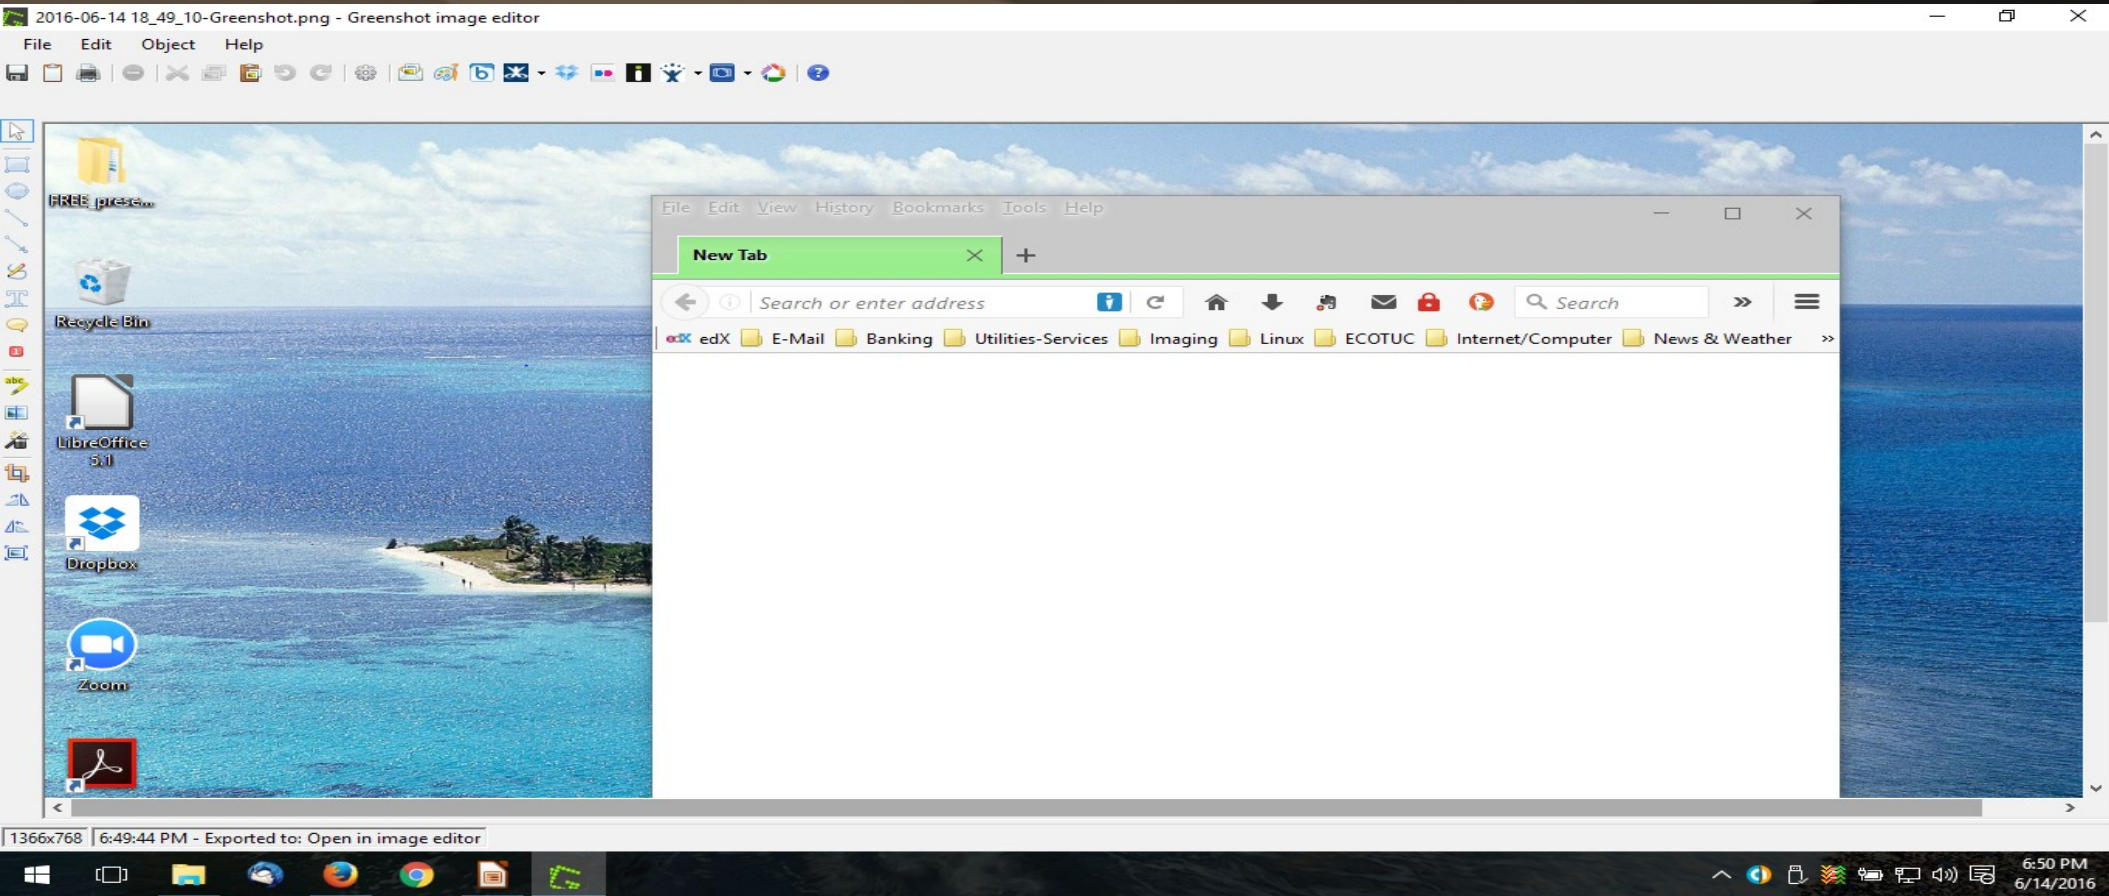 2016-06-14 18_49_10-Greenshot.png - Greenshot image editor
File Edit Object Help
FREE_prese...
Recycle Bin
LibreOffice
5.1
Dropbox
Zoom
File Edit View History Bookmarks Tools Help
New Tab
Search or enter address
Search
edX edX E-Mail Banking Utilities-Services Imaging Linux ECOTUC Internet/Computer News & Weather
1366x768 6:49:44 PM - Exported to: Open in image editor
6:50 PM
6/14/2016